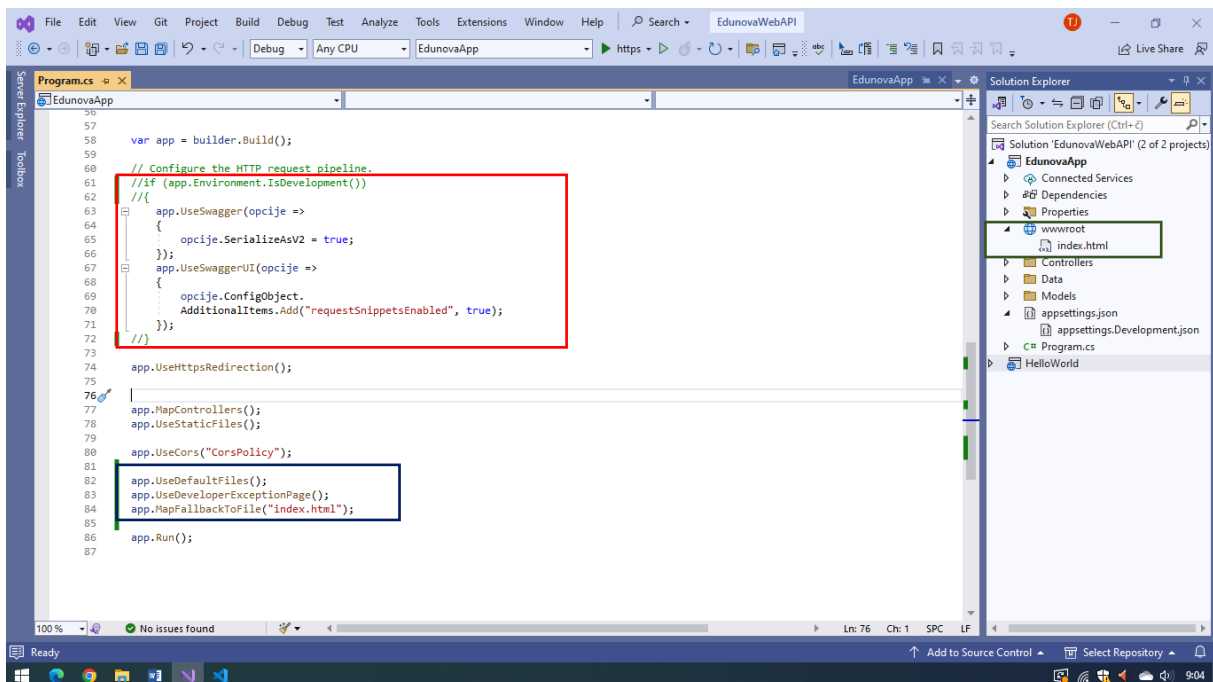 File Edit View Git Project Build Debug Test Analyze Tools Extensions Window Help Search EdunovaWebAPI TJ
Debug Any CPU EdunovaApp https Live Share
Server Explorer
Toolbox
Program.cs EdunovaApp
EdunovaApp
56
57
58 var app = builder.Build();
59
60 // Configure the HTTP request pipeline.
61 //if (app.Environment.IsDevelopment())
62 //{
63 app.UseSwagger(opcije =>
64 {
65 opcije.SerializeAsV2 = true;
66 });
67 app.UseSwaggerUI(opcije =>
68 {
69 opcije.ConfigObject.
70 AdditionalItems.Add("requestSnippetsEnabled", true);
71 });
72 //}
73
74 app.UseHttpsRedirection();
75
76
77 app.MapControllers();
78 app.UseStaticFiles();
79
80 app.UseCors("CorsPolicy");
81
82 app.UseDefaultFiles();
83 app.UseDeveloperExceptionPage();
84 app.MapFallbackToFile("index.html");
85
86 app.Run();
87
100 % No issues found Ln: 76 Ch: 1 SPC LF
Solution Explorer
Search Solution Explorer (Ctrl+č)
Solution 'EdunovaWebAPI' (2 of 2 projects)
EdunovaApp
Connected Services
Dependencies
Properties
wwwroot
index.html
Controllers
Data
Models
appsettings.json
appsettings.Development.json
C# Program.cs
HelloWorld
Ready Add to Source Control Select Repository
9:04